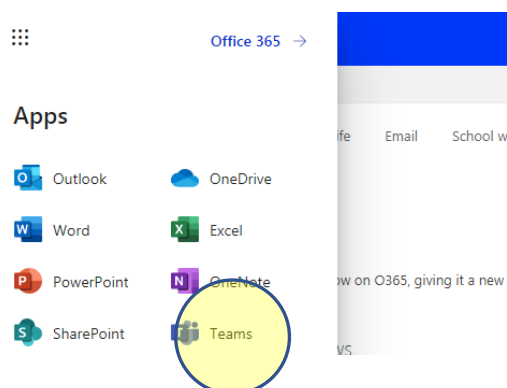 Office 365 →
Apps
Outlook OneDrive
Word Excel
PowerPoint OneNote
SharePoint Teams
ife Email School w
ow on O365, giving it a new
WS